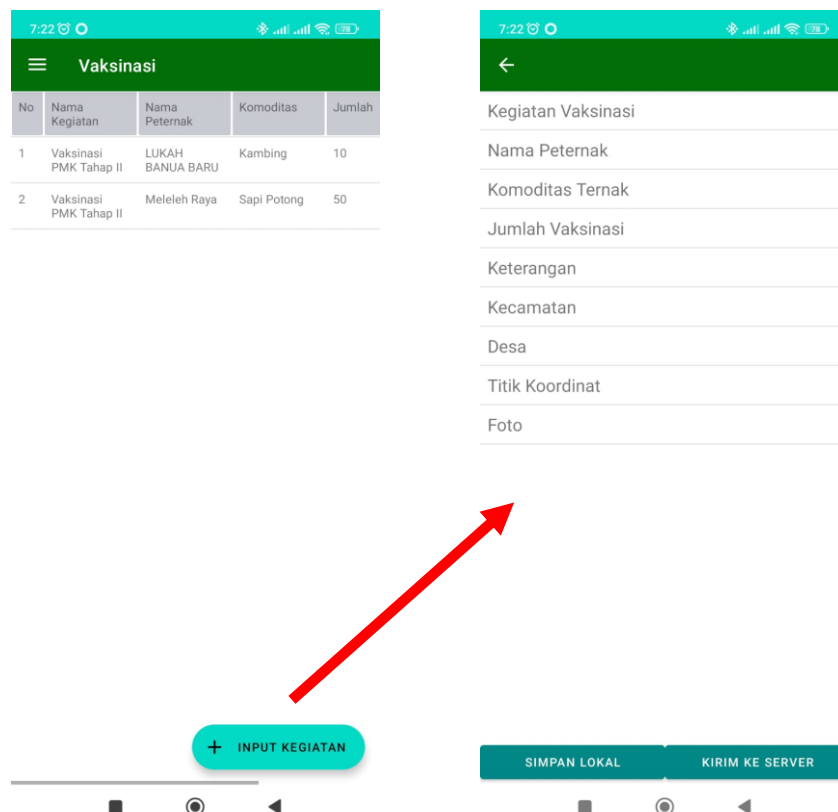 7:22
78
Vaksinasi
No Nama Kegiatan Nama Peternak Komoditas Jumlah
1 Vaksinasi PMK Tahap II LUKAH BANUA BARU Kambing 10
2 Vaksinasi PMK Tahap II Meleleh Raya Sapi Potong 50
+ INPUT KEGIATAN
7:22
78
Kegiatan Vaksinasi
Nama Peternak
Komoditas Ternak
Jumlah Vaksinasi
Keterangan
Kecamatan
Desa
Titik Koordinat
Foto
SIMPAN LOKAL KIRIM KE SERVER